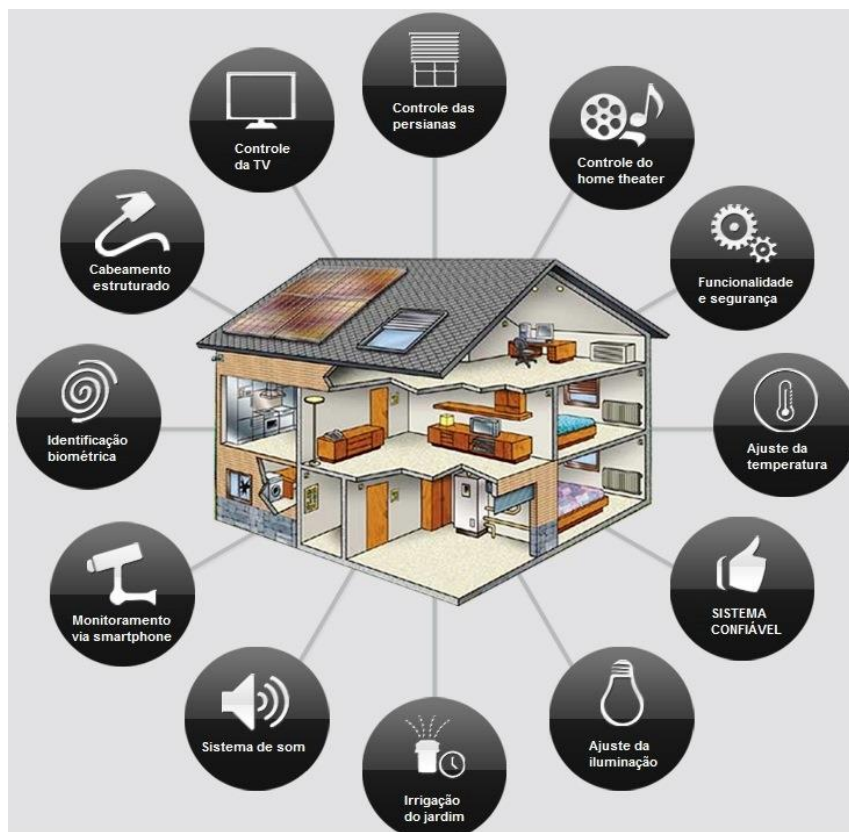 Controle das
persianas
Controle do
home theater
Funcionalidade
e segurança
Ajuste da
temperatura
SISTEMA
CONFIÁVEL
Ajuste da
iluminação
Irrigação
do jardim
Sistema de som
Monitoramento
via smartphone
Identificação
biométrica
Cabeamento
estruturado
Controle
da TV